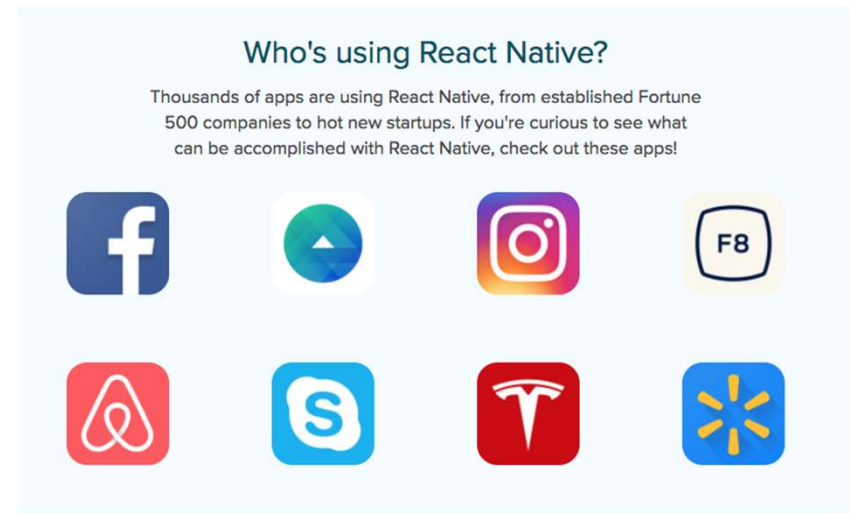 Who's using React Native?
Thousands of apps are using React Native, from established Fortune
500 companies to hot new startups. If you're curious to see what
can be accomplished with React Native, check out these apps!
f
F8
S
T